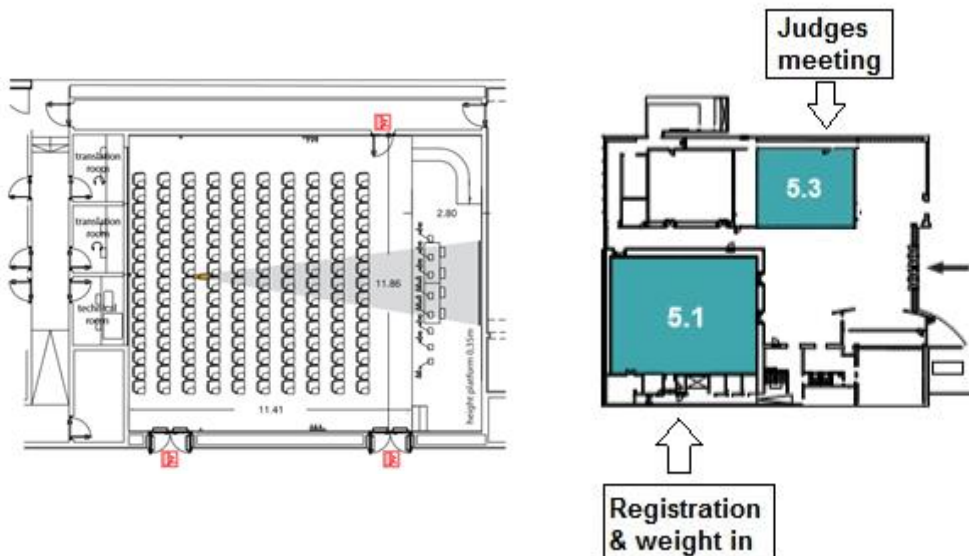 Judges
meeting
translation
room
translation
room
technical
room
2.80
11.86
11.41
height platform 0.35m
5.3
5.1
Registration
& weight in